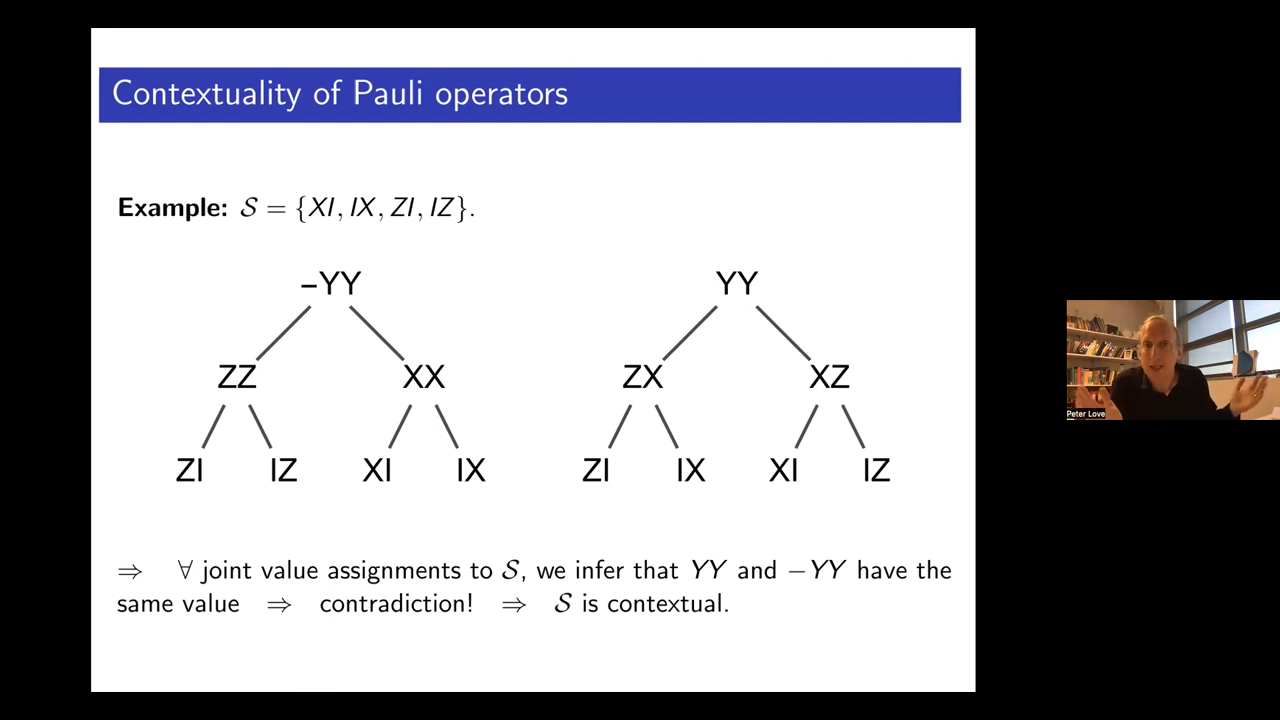 Contextuality of Pauli operators
Example: 𝒮 = {XI, IX, ZI, IZ}.
–YY YY
ZZ XX ZX XZ
ZI IZ XI IX ZI IX XI IZ
⇒ ∀ joint value assignments to 𝒮, we infer that YY and −YY have the
same value ⇒ contradiction! ⇒ 𝒮 is contextual.
Peter Love